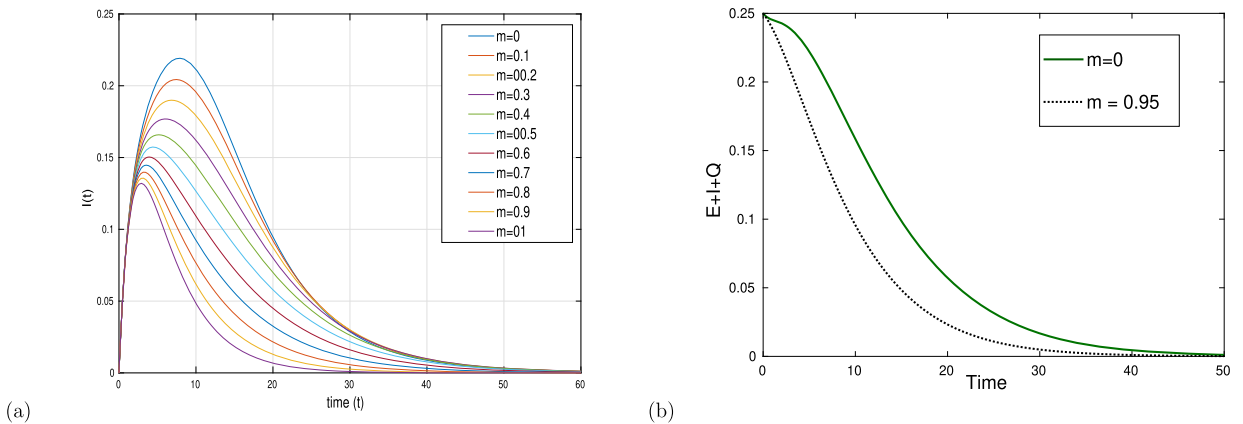 0.25
0.2
0.15
0.1
0.05
0
I(t)
0 10 20 30 40 50 60
time (t)
m=0
m=0.1
m=00.2
m=0.3
m=0.4
m=00.5
m=0.6
m=0.7
m=0.8
m=0.9
m=01
(a)
0.25
0.2
0.15
0.1
0.05
0
E+I+Q
0 10 20 30 40 50
Time
m=0
m = 0.95
(b)